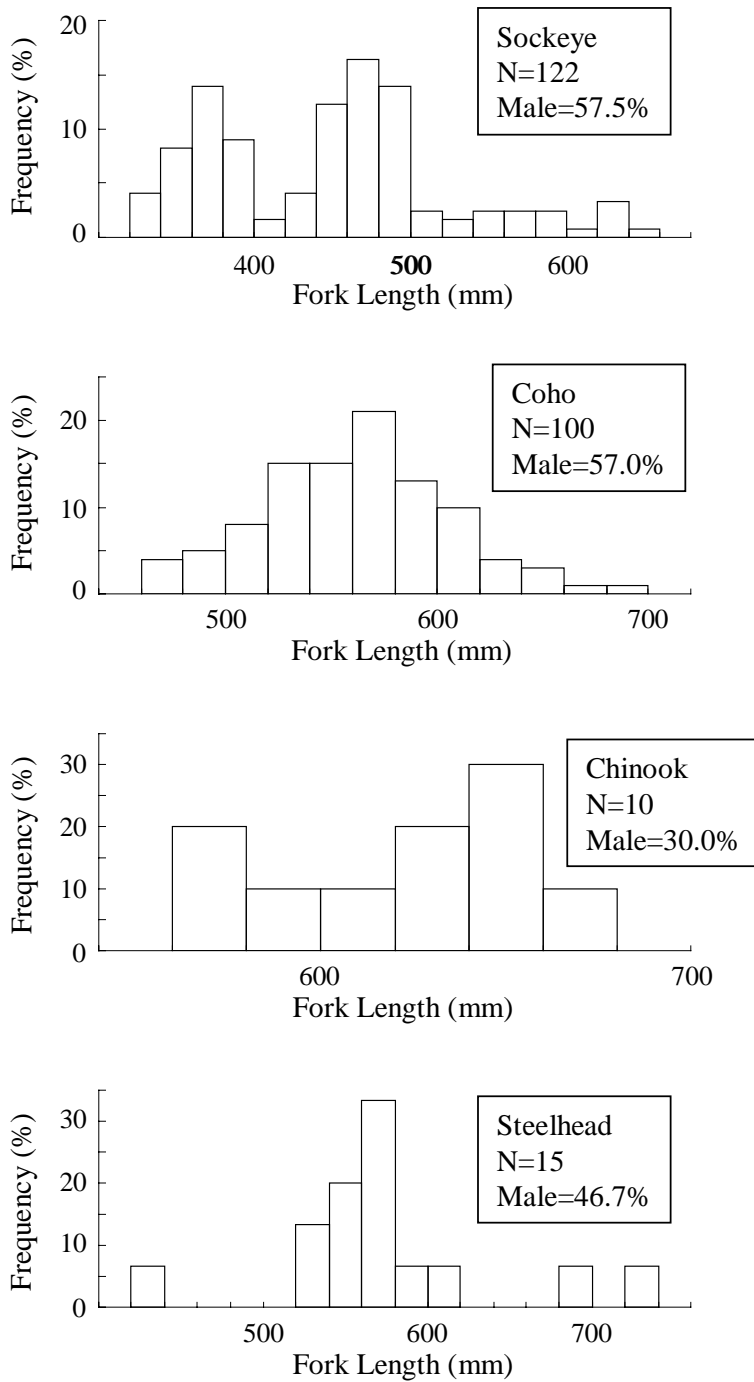 20
Sockeye
N=122
Male=57.5%
10
0
Frequency (%)
400 500 600
Fork Length (mm)
Coho
N=100
Male=57.0%
20
10
0
Frequency (%)
500 600 700
Fork Length (mm)
Chinook
N=10
Male=30.0%
30
20
10
0
Frequency (%)
600 700
Fork Length (mm)
Steelhead
N=15
Male=46.7%
30
20
10
0
Frequency (%)
500 600 700
Fork Length (mm)